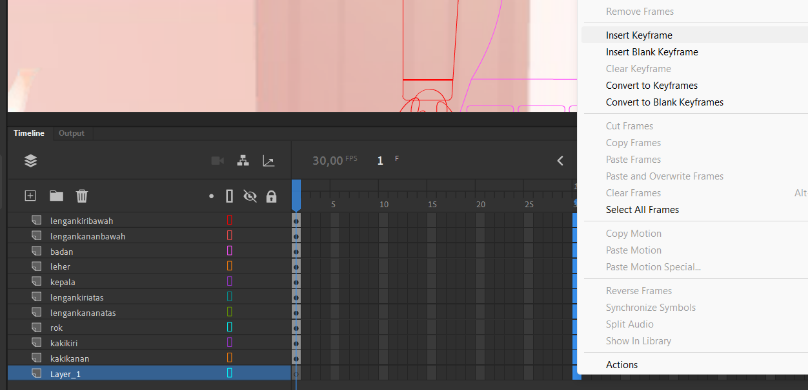 Remove Frames
Insert Keyframe
Insert Blank Keyframe
Clear Keyframe
Convert to Keyframes
Convert to Blank Keyframes
Cut Frames
Copy Frames
Paste Frames
Paste and Overwrite Frames
Clear Frames Alt
Select All Frames
Copy Motion
Paste Motion
Paste Motion Special...
Reverse Frames
Synchronize Symbols
Split Audio
Show In Library
Actions
Timeline Output
30,00 FPS 1 F
5 10 15 20 25
lengankiribawah
lengankananbawah
badan
leher
kepala
lengankiriatas
lengankananatas
rok
kakikiri
kakikanan
Layer_1